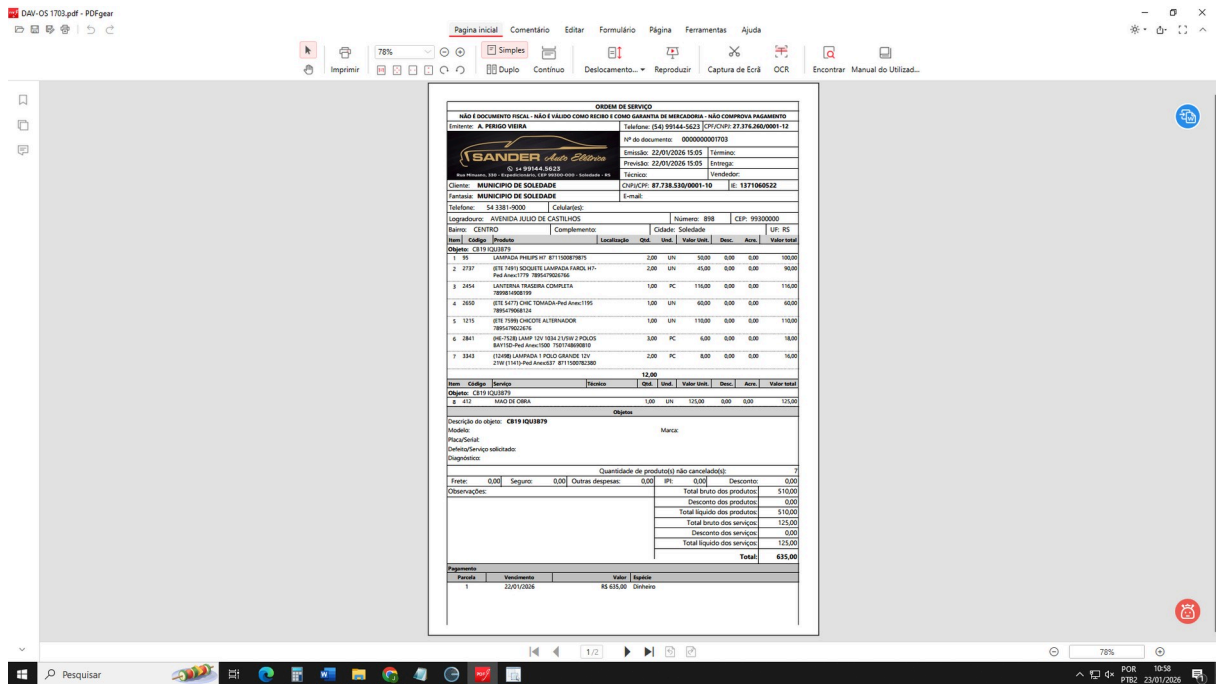 DAV-OS 1703.pdf - PDFgear
Pagina inicial Comentário Editar Formulário Página Ferramentas Ajuda
78% Simples
Imprimir Duplo Contínuo Deslocamento... Reproduzir Captura de Ecrã OCR Encontrar Manual do Utilizad...
ORDEM DE SERVIÇO
NÃO É DOCUMENTO FISCAL - NÃO É VÁLIDO COMO RECIBO E COMO GARANTIA DE MERCADORIA - NÃO COMPROVA PAGAMENTO
Emitente: A. PERIGO VIEIRA Telefone: (54) 99144-5623 CPF/CNPJ: 27.376.260/0001-12
SANDER Auto Elétrica
54 99144.5623
Rua Minuano, 330 - Expedicionário, CEP 99300-000 - Soledade - RS
Nº do documento: 0000000001703
Emissão: 22/01/2026 15:05 Término:
Previsão: 22/01/2026 15:05 Entrega:
Técnico: Vendedor:
Cliente: MUNICIPIO DE SOLEDADE CNPJ/CPF: 87.738.530/0001-10 IE: 1371060522
Fantasia: MUNICIPIO DE SOLEDADE E-mail:
Telefone: 54 3381-9000 Celular(es):
Logradouro: AVENIDA JULIO DE CASTILHOS Número: 898 CEP: 99300000
Bairro: CENTRO Complemento: Cidade: Soledade UF: RS
Item Código Produto Localização Qtd. Und. Valor Unit. Desc. Acre. Valor total
Objeto: CB19 IQU3B79
1 95 LAMPADA PHILIPS H7 8711500879875 2,00 UN 50,00 0,00 0,00 100,00
2 2737 (ETE 7491) SOQUETE LAMPADA FAROL H7- 2,00 UN 45,00 0,00 0,00 90,00
Ped Anex:1779 7895479026766
3 2454 LANTERNA TRASEIRA COMPLETA 1,00 PC 116,00 0,00 0,00 116,00
7899814908199
4 2650 (ETE 5477) CHIC TOMADA-Ped Anex:1195 1,00 UN 60,00 0,00 0,00 60,00
7895479068124
5 1215 (ETE 7599) CHICOTE ALTERNADOR 1,00 UN 110,00 0,00 0,00 110,00
7895479022676
6 2841 (HE-7528) LAMP 12V 1034 21/5W 2 POLOS 3,00 PC 6,00 0,00 0,00 18,00
BAY15D-Ped Anex:1500 7501748690810
7 3343 (12498) LAMPADA 1 POLO GRANDE 12V 2,00 PC 8,00 0,00 0,00 16,00
21W (1141)-Ped Anex:637 8711500782380
12,00
Item Código Serviço Técnico Qtd. Und. Valor Unit. Desc. Acre. Valor total
Objeto: CB19 IQU3B79
8 412 MAO DE OBRA 1,00 UN 125,00 0,00 0,00 125,00
Objetos
Descrição do objeto: CB19 IQU3B79
Modelo: Marca:
Placa/Serial:
Defeito/Serviço solicitado:
Diagnóstico:
Quantidade de produto(s) não cancelado(s): 7
Frete: 0,00 Seguro: 0,00 Outras despesas: 0,00 IPI: 0,00 Desconto: 0,00
Observações: Total bruto dos produtos: 510,00
Desconto dos produtos: 0,00
Total líquido dos produtos: 510,00
Total bruto dos serviços: 125,00
Desconto dos serviços: 0,00
Total líquido dos serviços: 125,00
Total: 635,00
Pagamento
Parcela Vencimento Valor Espécie
1 22/01/2026 R$ 635,00 Dinheiro
1/2
78%
Pesquisar
POR 10:58
PTB2 23/01/2026